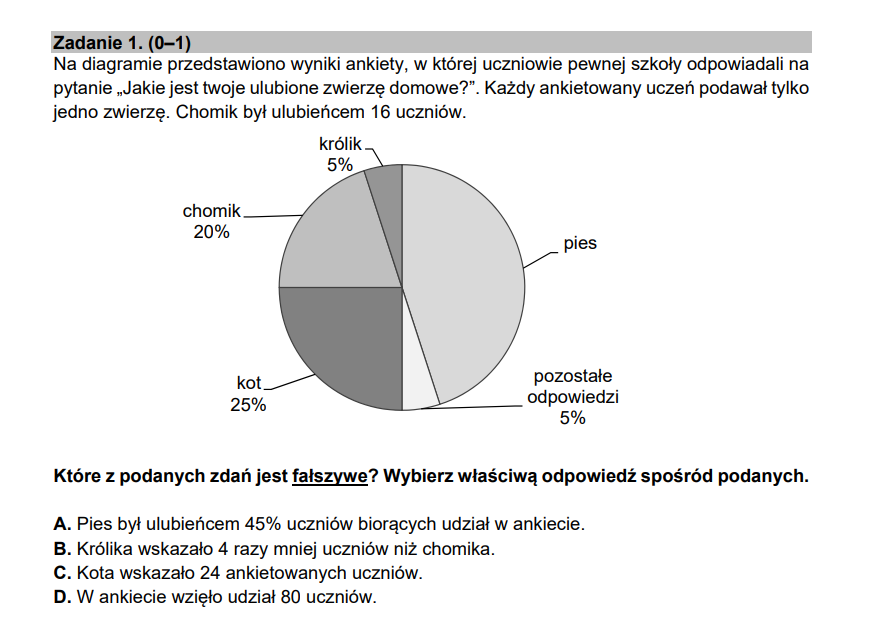 Zadanie 1. (0–1)
Na diagramie przedstawiono wyniki ankiety, w której uczniowie pewnej szkoły odpowiadali na
pytanie „Jakie jest twoje ulubione zwierzę domowe?”. Każdy ankietowany uczeń podawał tylko
jedno zwierzę. Chomik był ulubieńcem 16 uczniów.
królik
5%
chomik
20%
pies
kot
25%
pozostałe
odpowiedzi
5%
Które z podanych zdań jest fałszywe? Wybierz właściwą odpowiedź spośród podanych.
A. Pies był ulubieńcem 45% uczniów biorących udział w ankiecie.
B. Królika wskazało 4 razy mniej uczniów niż chomika.
C. Kota wskazało 24 ankietowanych uczniów.
D. W ankiecie wzięło udział 80 uczniów.